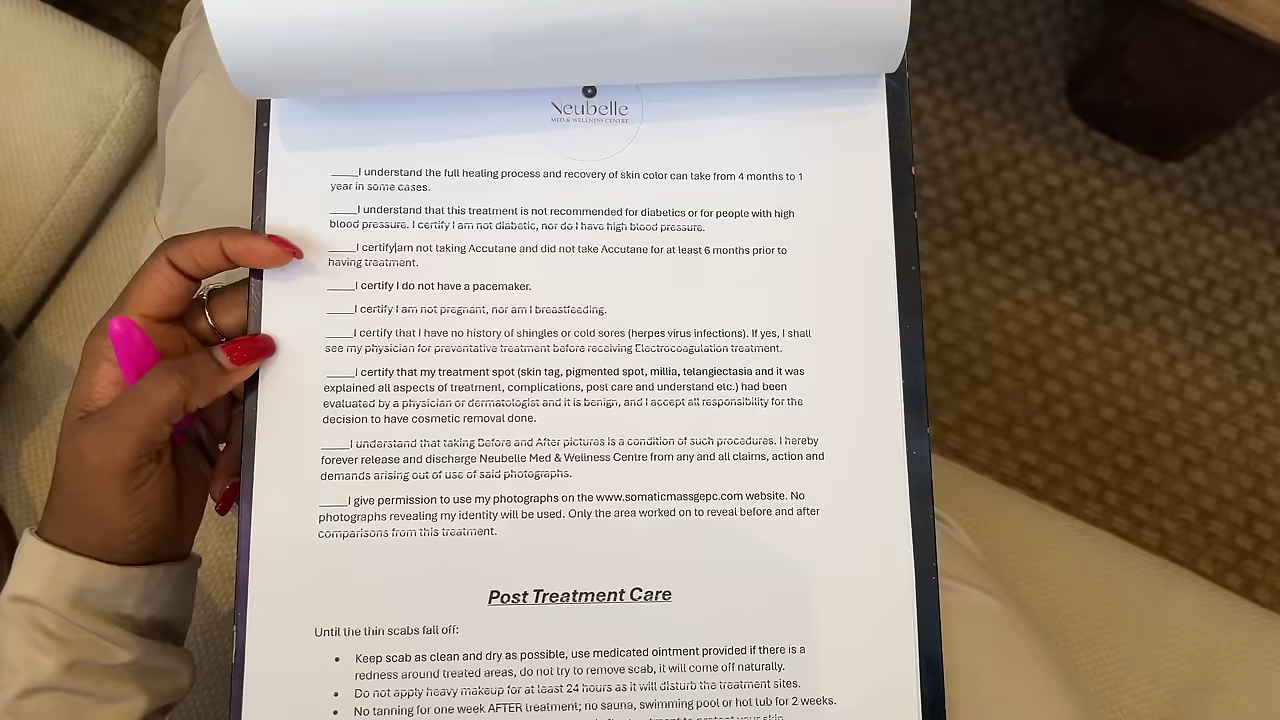 Neubelle
MED & WELLNESS CENTRE
_____I understand the full healing process and recovery of skin color can take from 4 months to 1
year in some cases.
_____I understand that this treatment is not recommended for diabetics or for people with high
blood pressure. I certify I am not diabetic, nor do I have high blood pressure.
_____I certify am not taking Accutane and did not take Accutane for at least 6 months prior to
having treatment.
_____I certify I do not have a pacemaker.
_____I certify I am not pregnant, nor am I breastfeeding.
_____I certify that I have no history of shingles or cold sores (herpes virus infections). If yes, I shall
see my physician for preventative treatment before receiving Electrocoagulation treatment.
_____I certify that my treatment spot (skin tag, pigmented spot, millia, telangiectasia and it was
explained all aspects of treatment, complications, post care and understand etc.) had been
evaluated by a physician or dermatologist and it is benign, and I accept all responsibility for the
decision to have cosmetic removal done.
_____I understand that taking Before and After pictures is a condition of such procedures. I hereby
forever release and discharge Neubelle Med & Wellness Centre from any and all claims, action and
demands arising out of use of said photographs.
_____I give permission to use my photographs on the www.somaticmassgepc.com website. No
photographs revealing my identity will be used. Only the area worked on to reveal before and after
comparisons from this treatment.
Post Treatment Care
Until the thin scabs fall off:
• Keep scab as clean and dry as possible, use medicated ointment provided if there is a
redness around treated areas, do not try to remove scab, it will come off naturally.
• Do not apply heavy makeup for at least 24 hours as it will disturb the treatment sites.
• No tanning for one week AFTER treatment; no sauna, swimming pool or hot tub for 2 weeks.